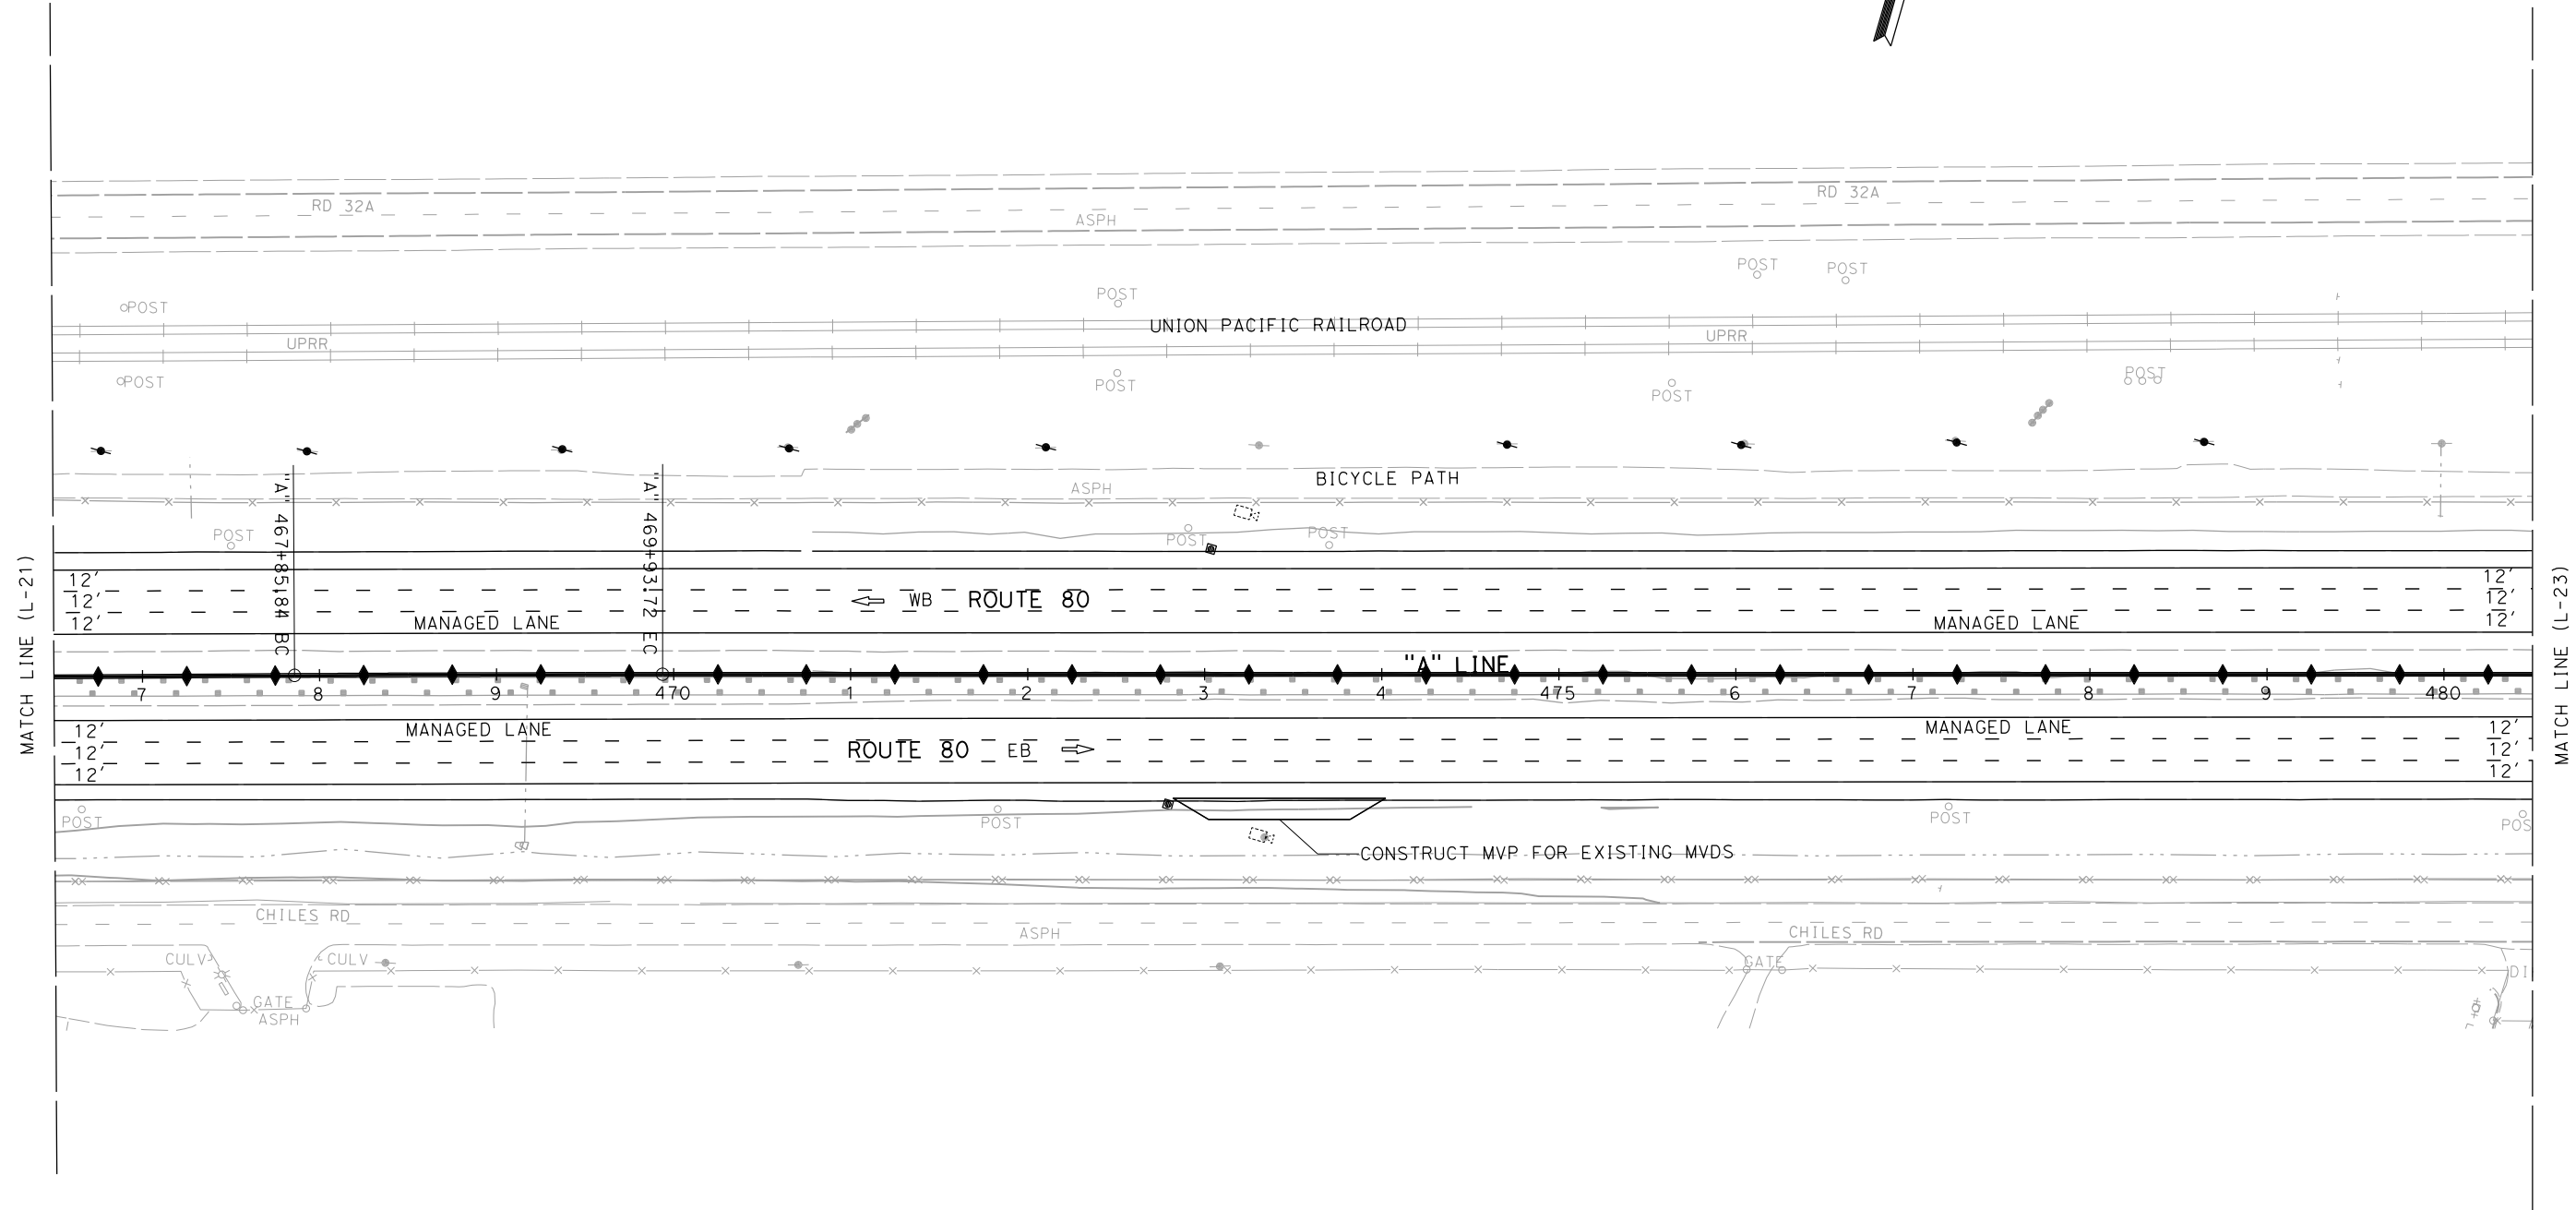 RD 32A
RD 32A
ASPH
POST
POST
POST
POST
UNION PACIFIC RAILROAD
UPRR
UPRR
POST
POST
POST
POST
BICYCLE PATH
ASPH
"A" 467+85.84 BC
"A" 469+93.72 EC
POST
POST
POST
MATCH LINE (L-21)
MATCH LINE (L-23)
12'
12'
12'
WB
ROUTE 80
12'
12'
12'
MANAGED LANE
MANAGED LANE
"A" LINE
7
8
9
470
1
2
3
4
475
6
7
8
9
480
MANAGED LANE
MANAGED LANE
12'
12'
12'
ROUTE 80
EB
12'
12'
12'
POST
POST
POST
POS
CONSTRUCT MVP FOR EXISTING MVDS
CHILES RD
ASPH
CHILES RD
CULV
CULV
GATE
DI
GATE
ASPH